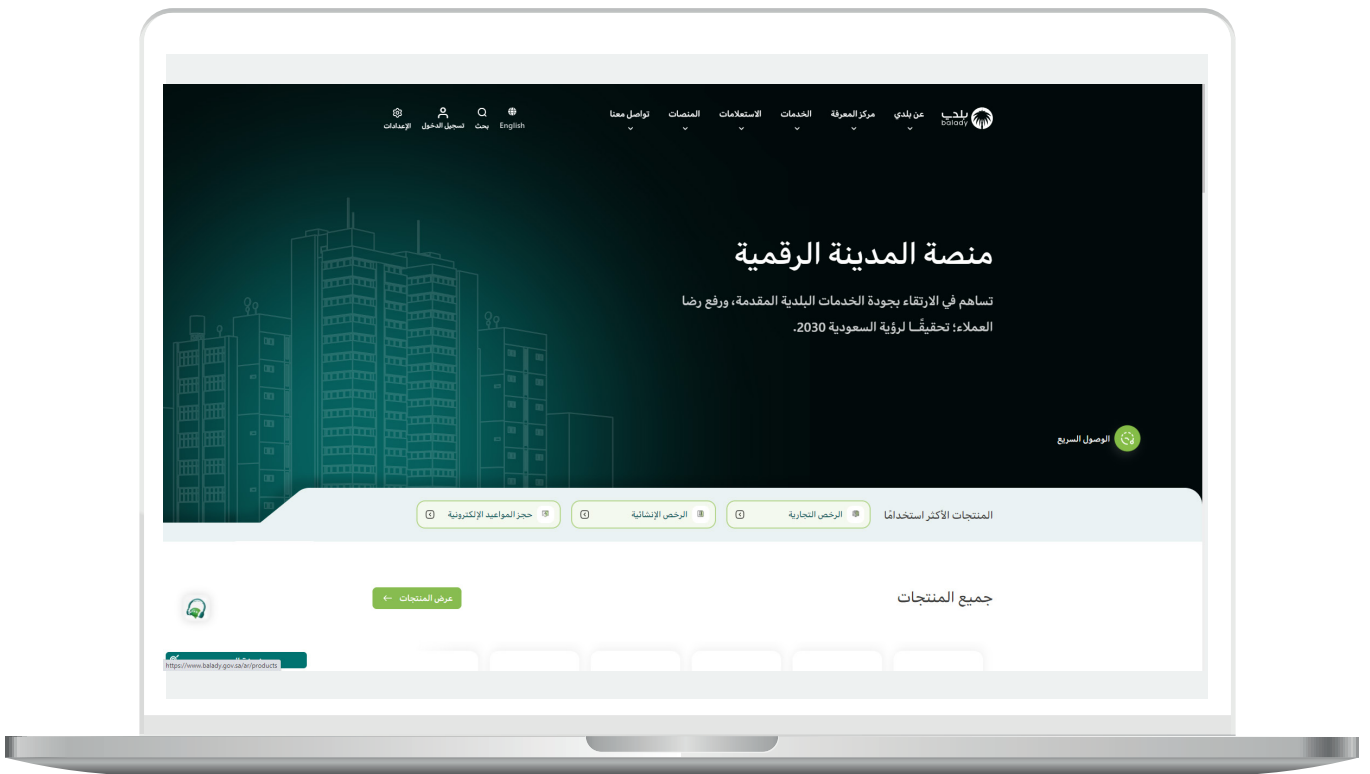 بلدي
balady
عن بلدي
مركز المعرفة
الخدمات
الاستعلامات
المنصات
تواصل معنا
English
بحث
تسجيل الدخول
الإعدادات
منصة المدينة الرقمية
تساهم في الارتقاء بجودة الخدمات البلدية المقدمة، ورفع رضا
العملاء؛ تحقيقًـا لرؤية السعودية 2030.
الوصول السريع
المنتجات الأكثر استخدامًا
الرخص التجارية
الرخص الإنشائية
حجز المواعيد الإلكترونية
جميع المنتجات
عرض المنتجات ←
https://www.balady.gov.sa/ar/products